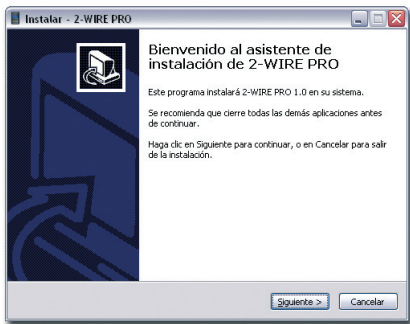 Instalar - 2-WIRE PRO
Bienvenido al asistente de
instalación de 2-WIRE PRO
Este programa instalará 2-WIRE PRO 1.0 en su sistema.
Se recomienda que cierre todas las demás aplicaciones antes
de continuar.
Haga clic en Siguiente para continuar, o en Cancelar para salir
de la instalación.
Siguiente > Cancelar